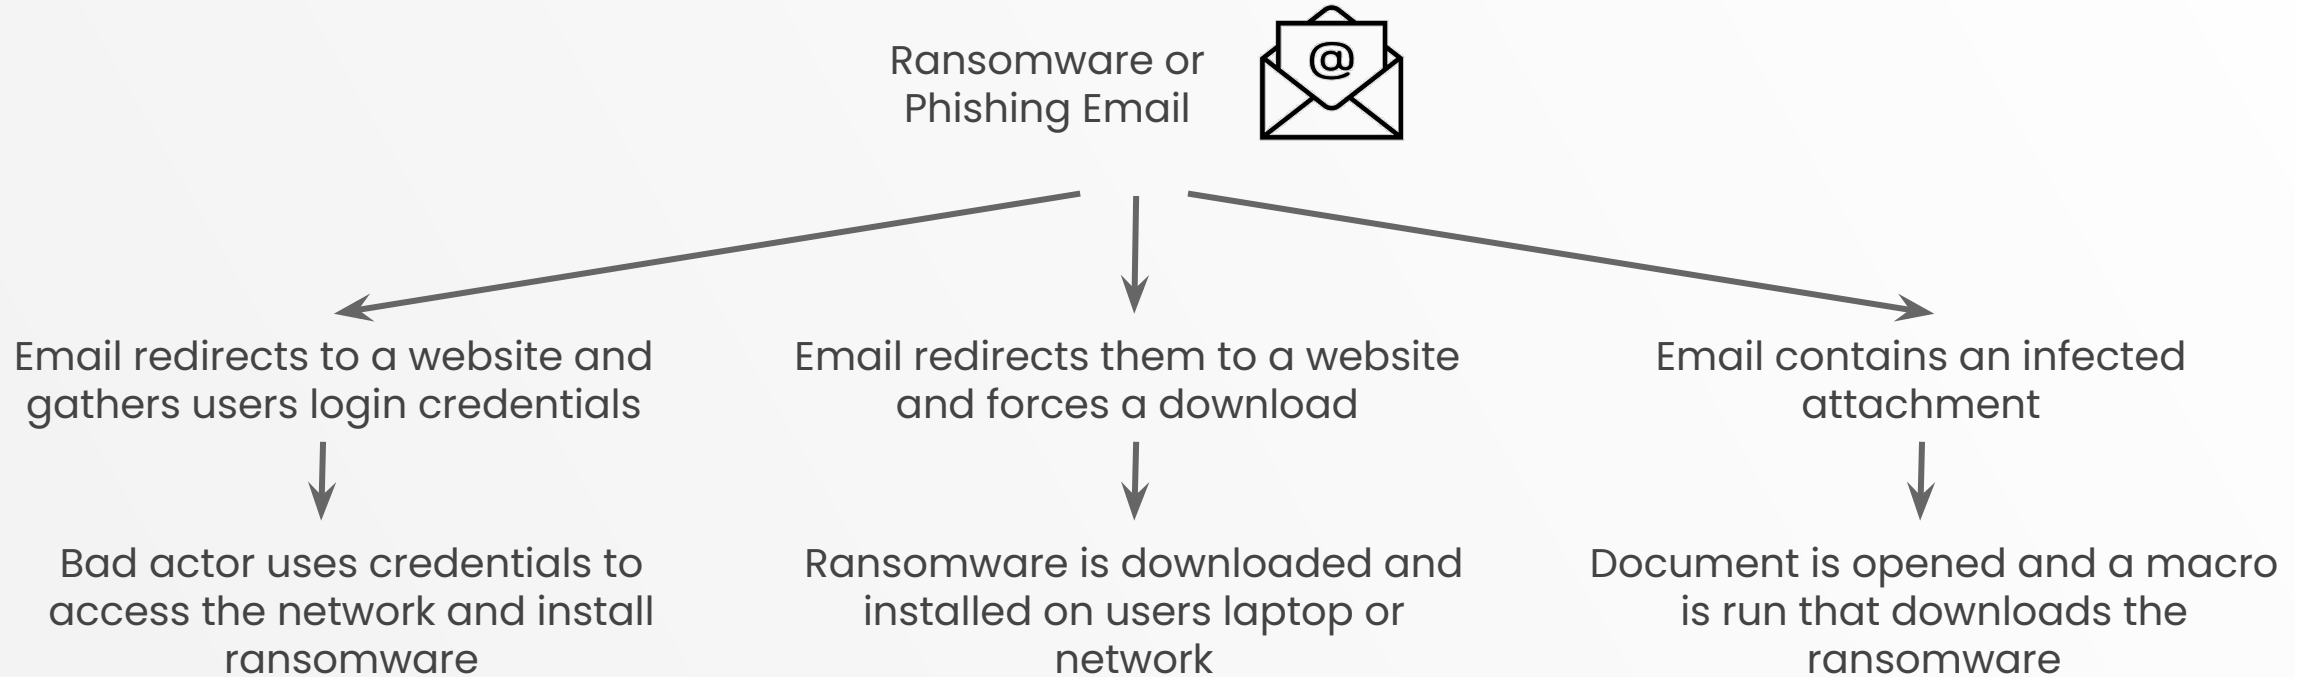 Ransomware or
Phishing Email
@
Email redirects to a website and
gathers users login credentials
Email redirects them to a website
and forces a download
Email contains an infected
attachment
Bad actor uses credentials to
access the network and install
ransomware
Ransomware is downloaded and
installed on users laptop or
network
Document is opened and a macro
is run that downloads the
ransomware